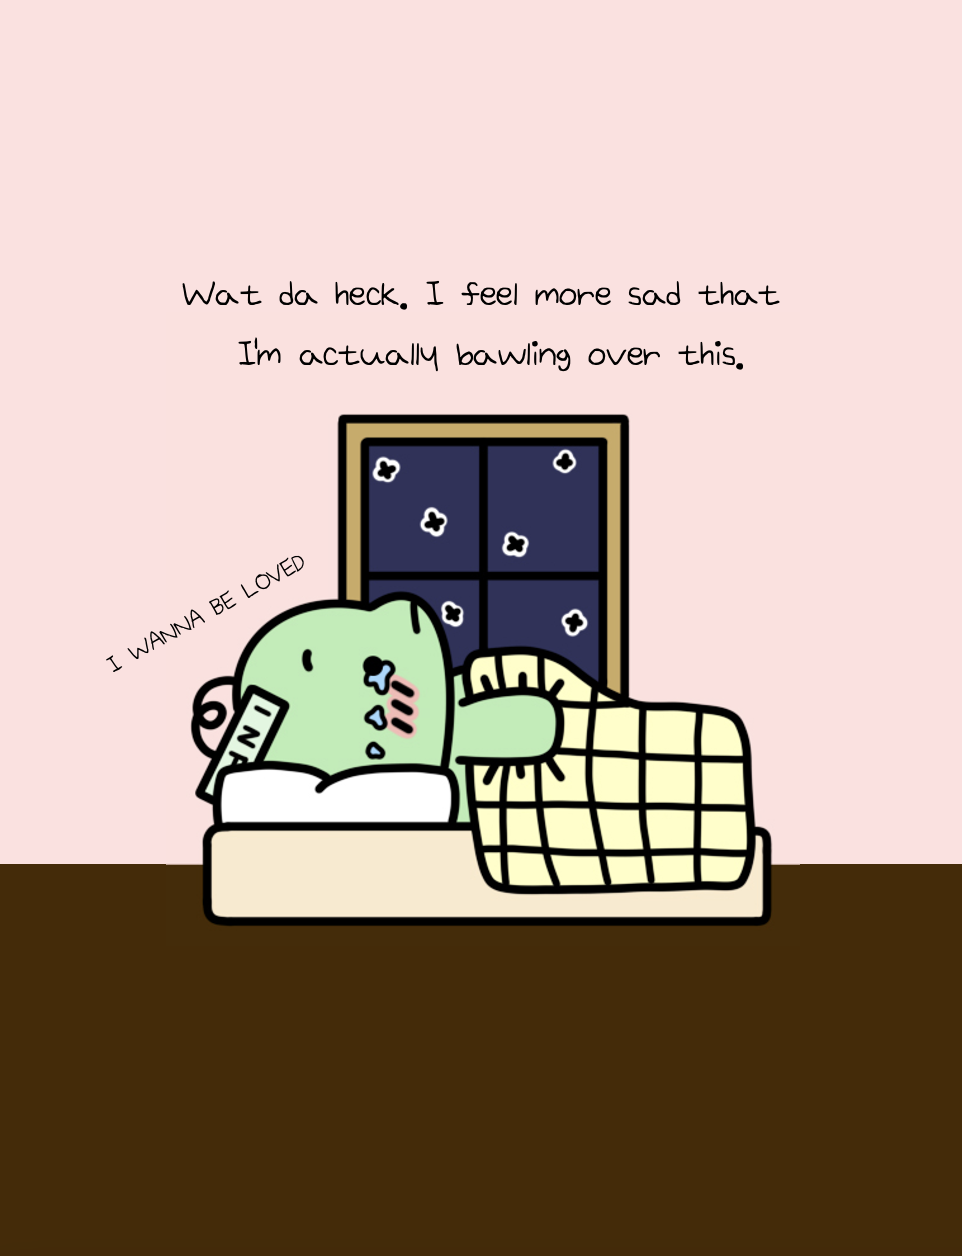 Wat da heck. I feel more sad that
I'm actually bawling over this.
I WANNA BE LOVED